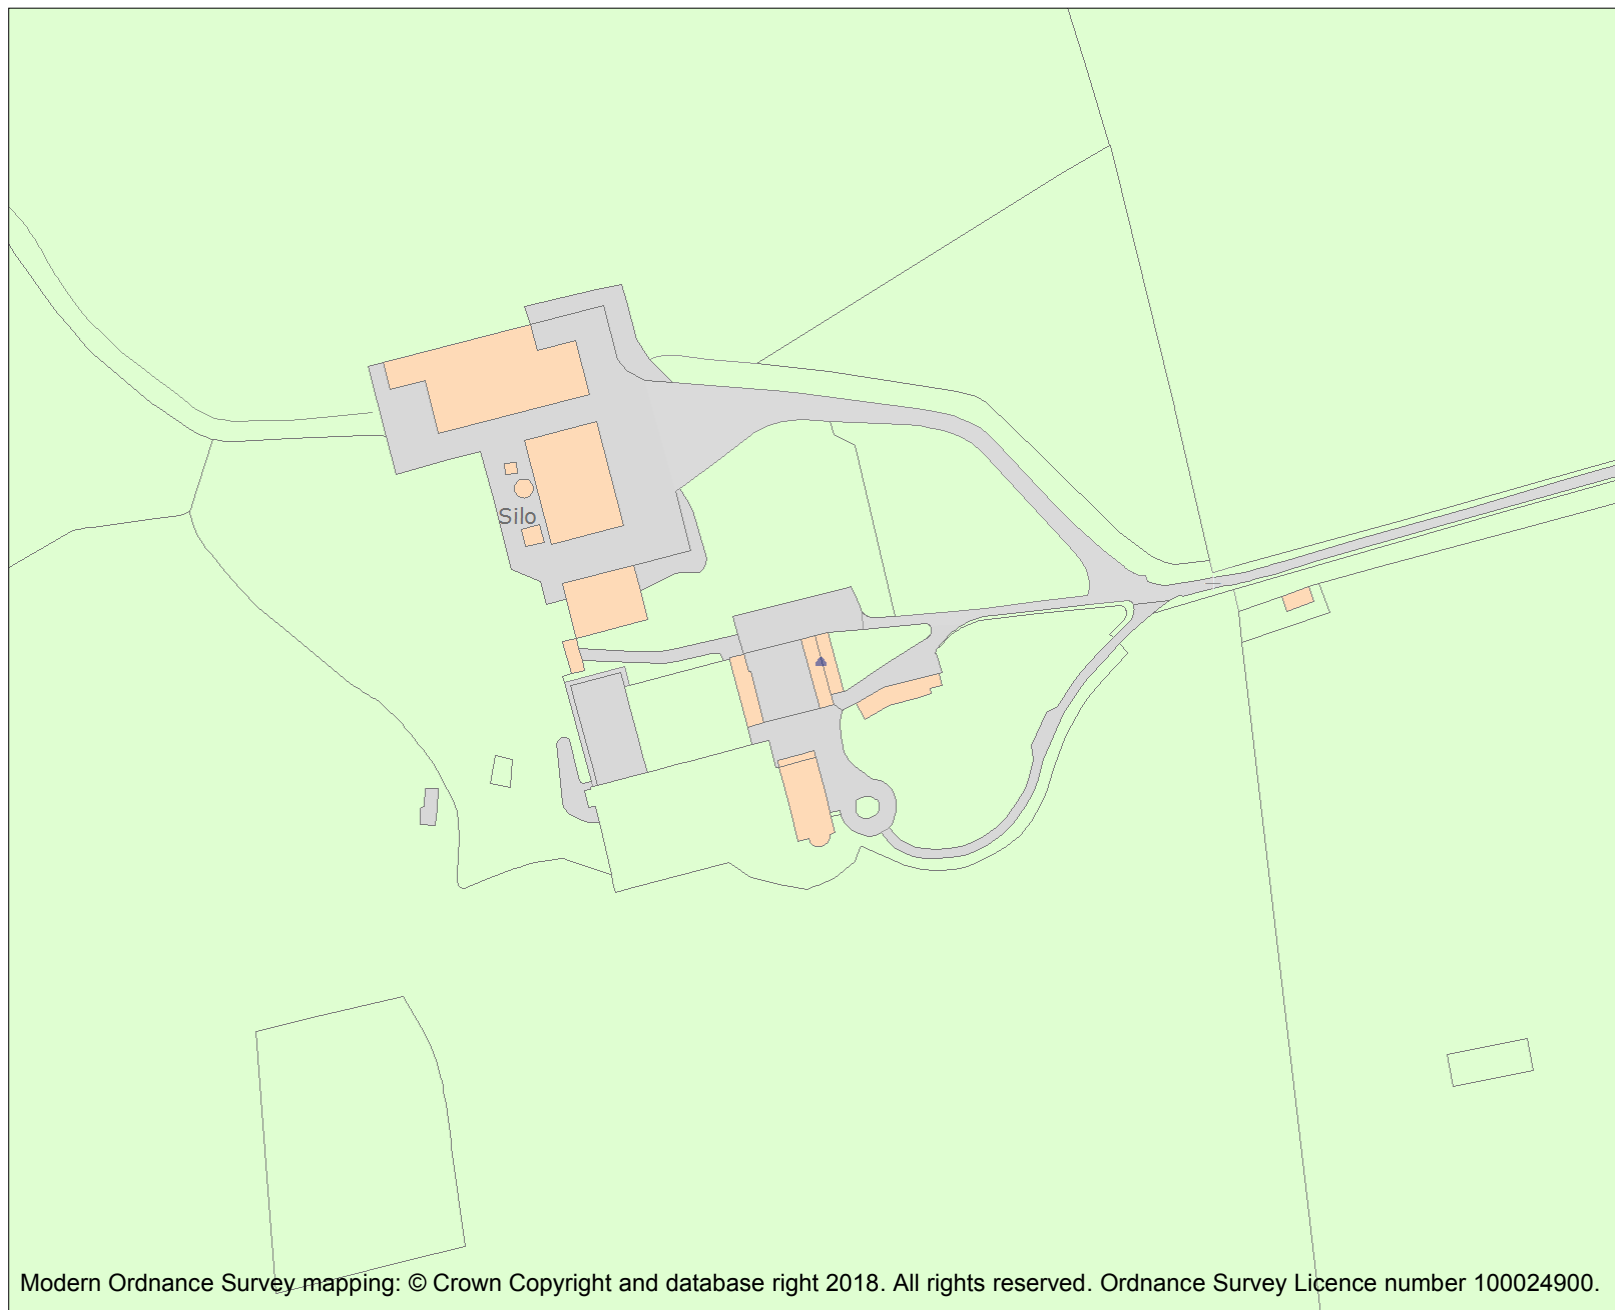 Silo
Modern Ordnance Survey mapping: © Crown Copyright and database right 2018. All rights reserved. Ordnance Survey Licence number 100024900.